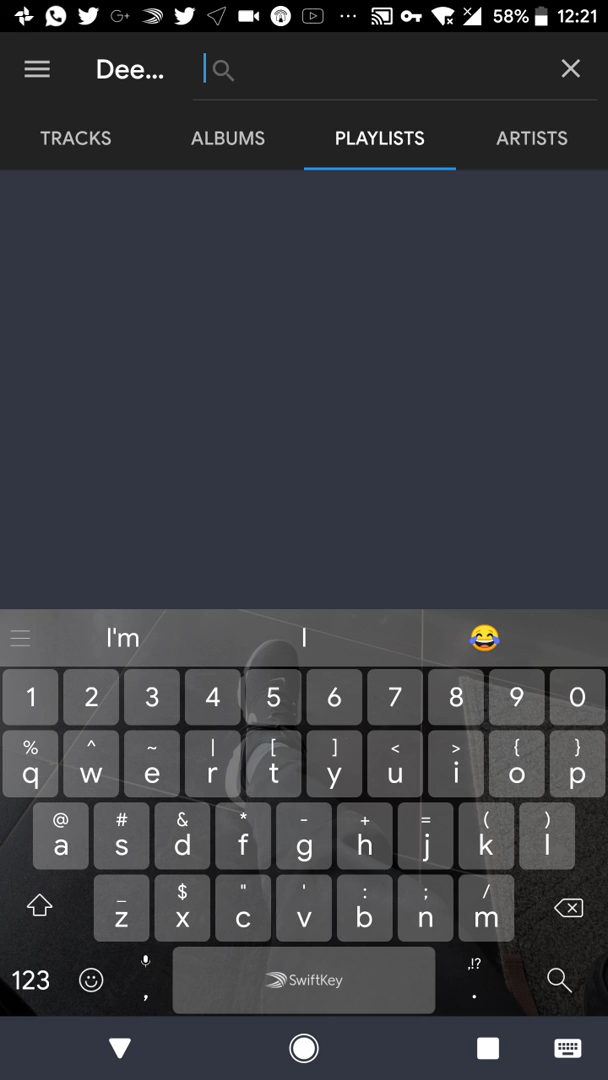 G+ ... 58% 12:21
Dee...
TRACKS ALBUMS PLAYLISTS ARTISTS
I'm I 😂
1 2 3 4 5 6 7 8 9 0
% ^ ~ | [ ] < > { }
q w e r t y u i o p
@ # & * - + = ( )
a s d f g h j k l
_ $ " ' : ; /
z x c v b n m
123 , SwiftKey ,!? .